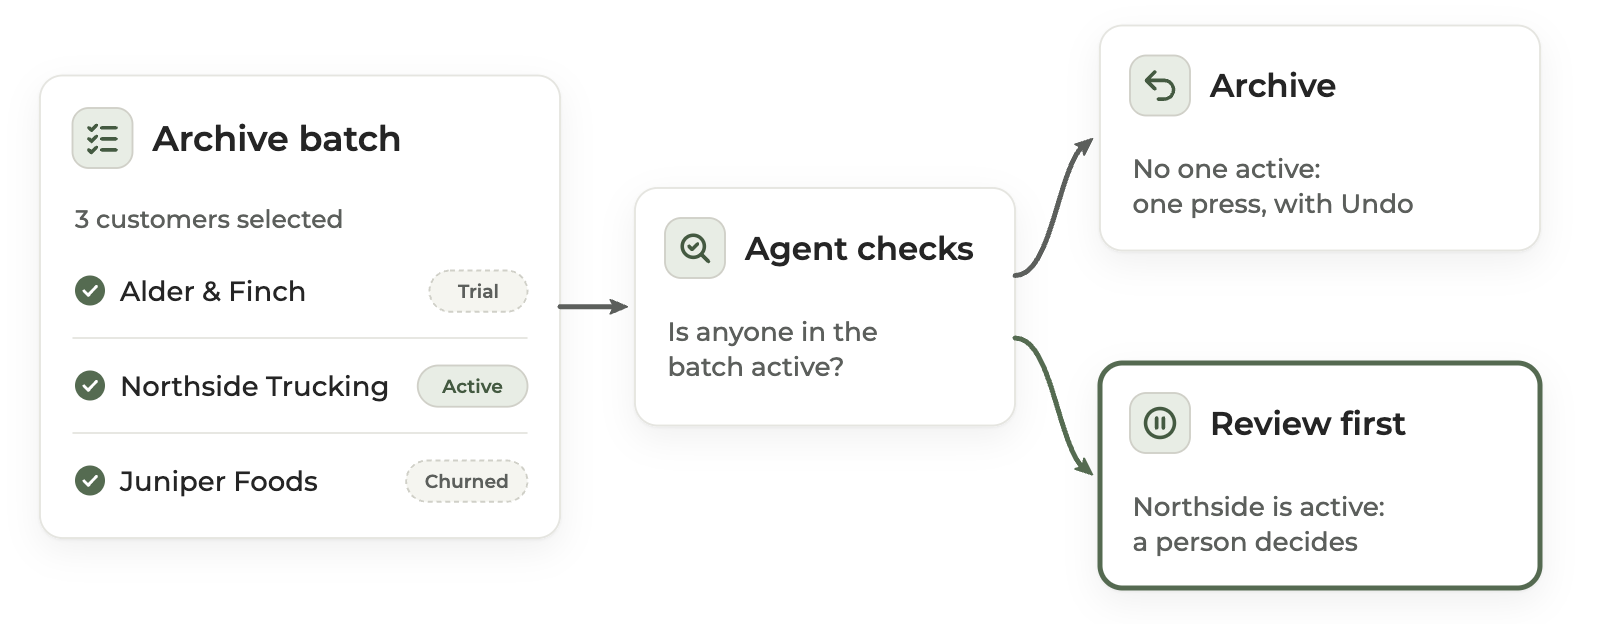 Archive batch
3 customers selected
Alder & Finch
Trial
Northside Trucking
Active
Juniper Foods
Churned
Agent checks
Is anyone in the
batch active?
Archive
No one active:
one press, with Undo
Review first
Northside is active:
a person decides